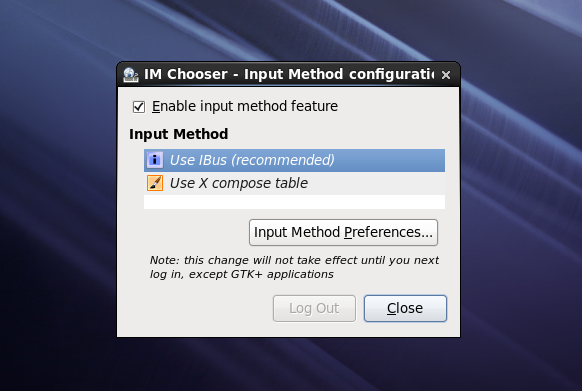 IM Chooser - Input Method configurati
Enable input method feature
Input Method
Use IBus (recommended)
Use X compose table
Input Method Preferences...
Note: this change will not take effect until you next
log in, except GTK+ applications
Log Out
Close